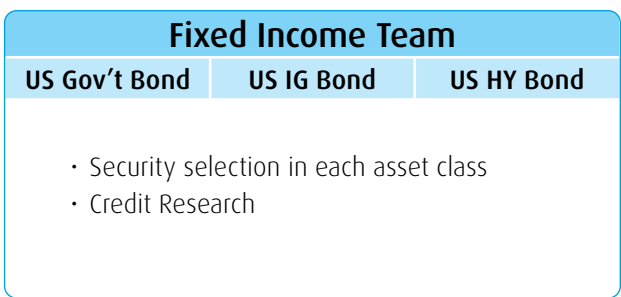 Fixed Income Team
US Gov't Bond US IG Bond US HY Bond
· Security selection in each asset class
· Credit Research